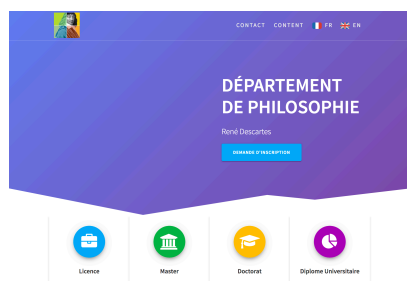 CONTACT CONTENT FR EN
DÉPARTEMENT
DE PHILOSOPHIE
René Descartes
DEMANDE D'INSCRIPTION
Licence Master Doctorat Diplome Universitaire